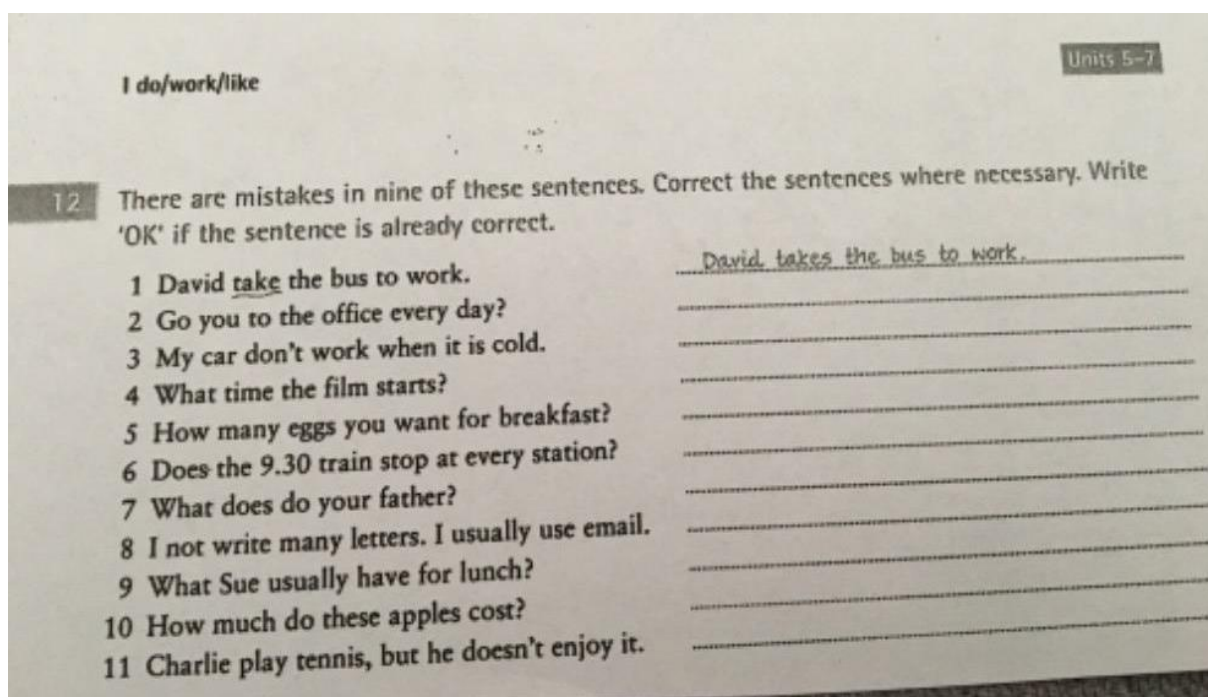 Units 5-7
I do/work/like
12 There are mistakes in nine of these sentences. Correct the sentences where necessary. Write
'OK' if the sentence is already correct.
1 David take the bus to work. David takes the bus to work.
2 Go you to the office every day?
3 My car don't work when it is cold.
4 What time the film starts?
5 How many eggs you want for breakfast?
6 Does the 9.30 train stop at every station?
7 What does do your father?
8 I not write many letters. I usually use email.
9 What Sue usually have for lunch?
10 How much do these apples cost?
11 Charlie play tennis, but he doesn't enjoy it.